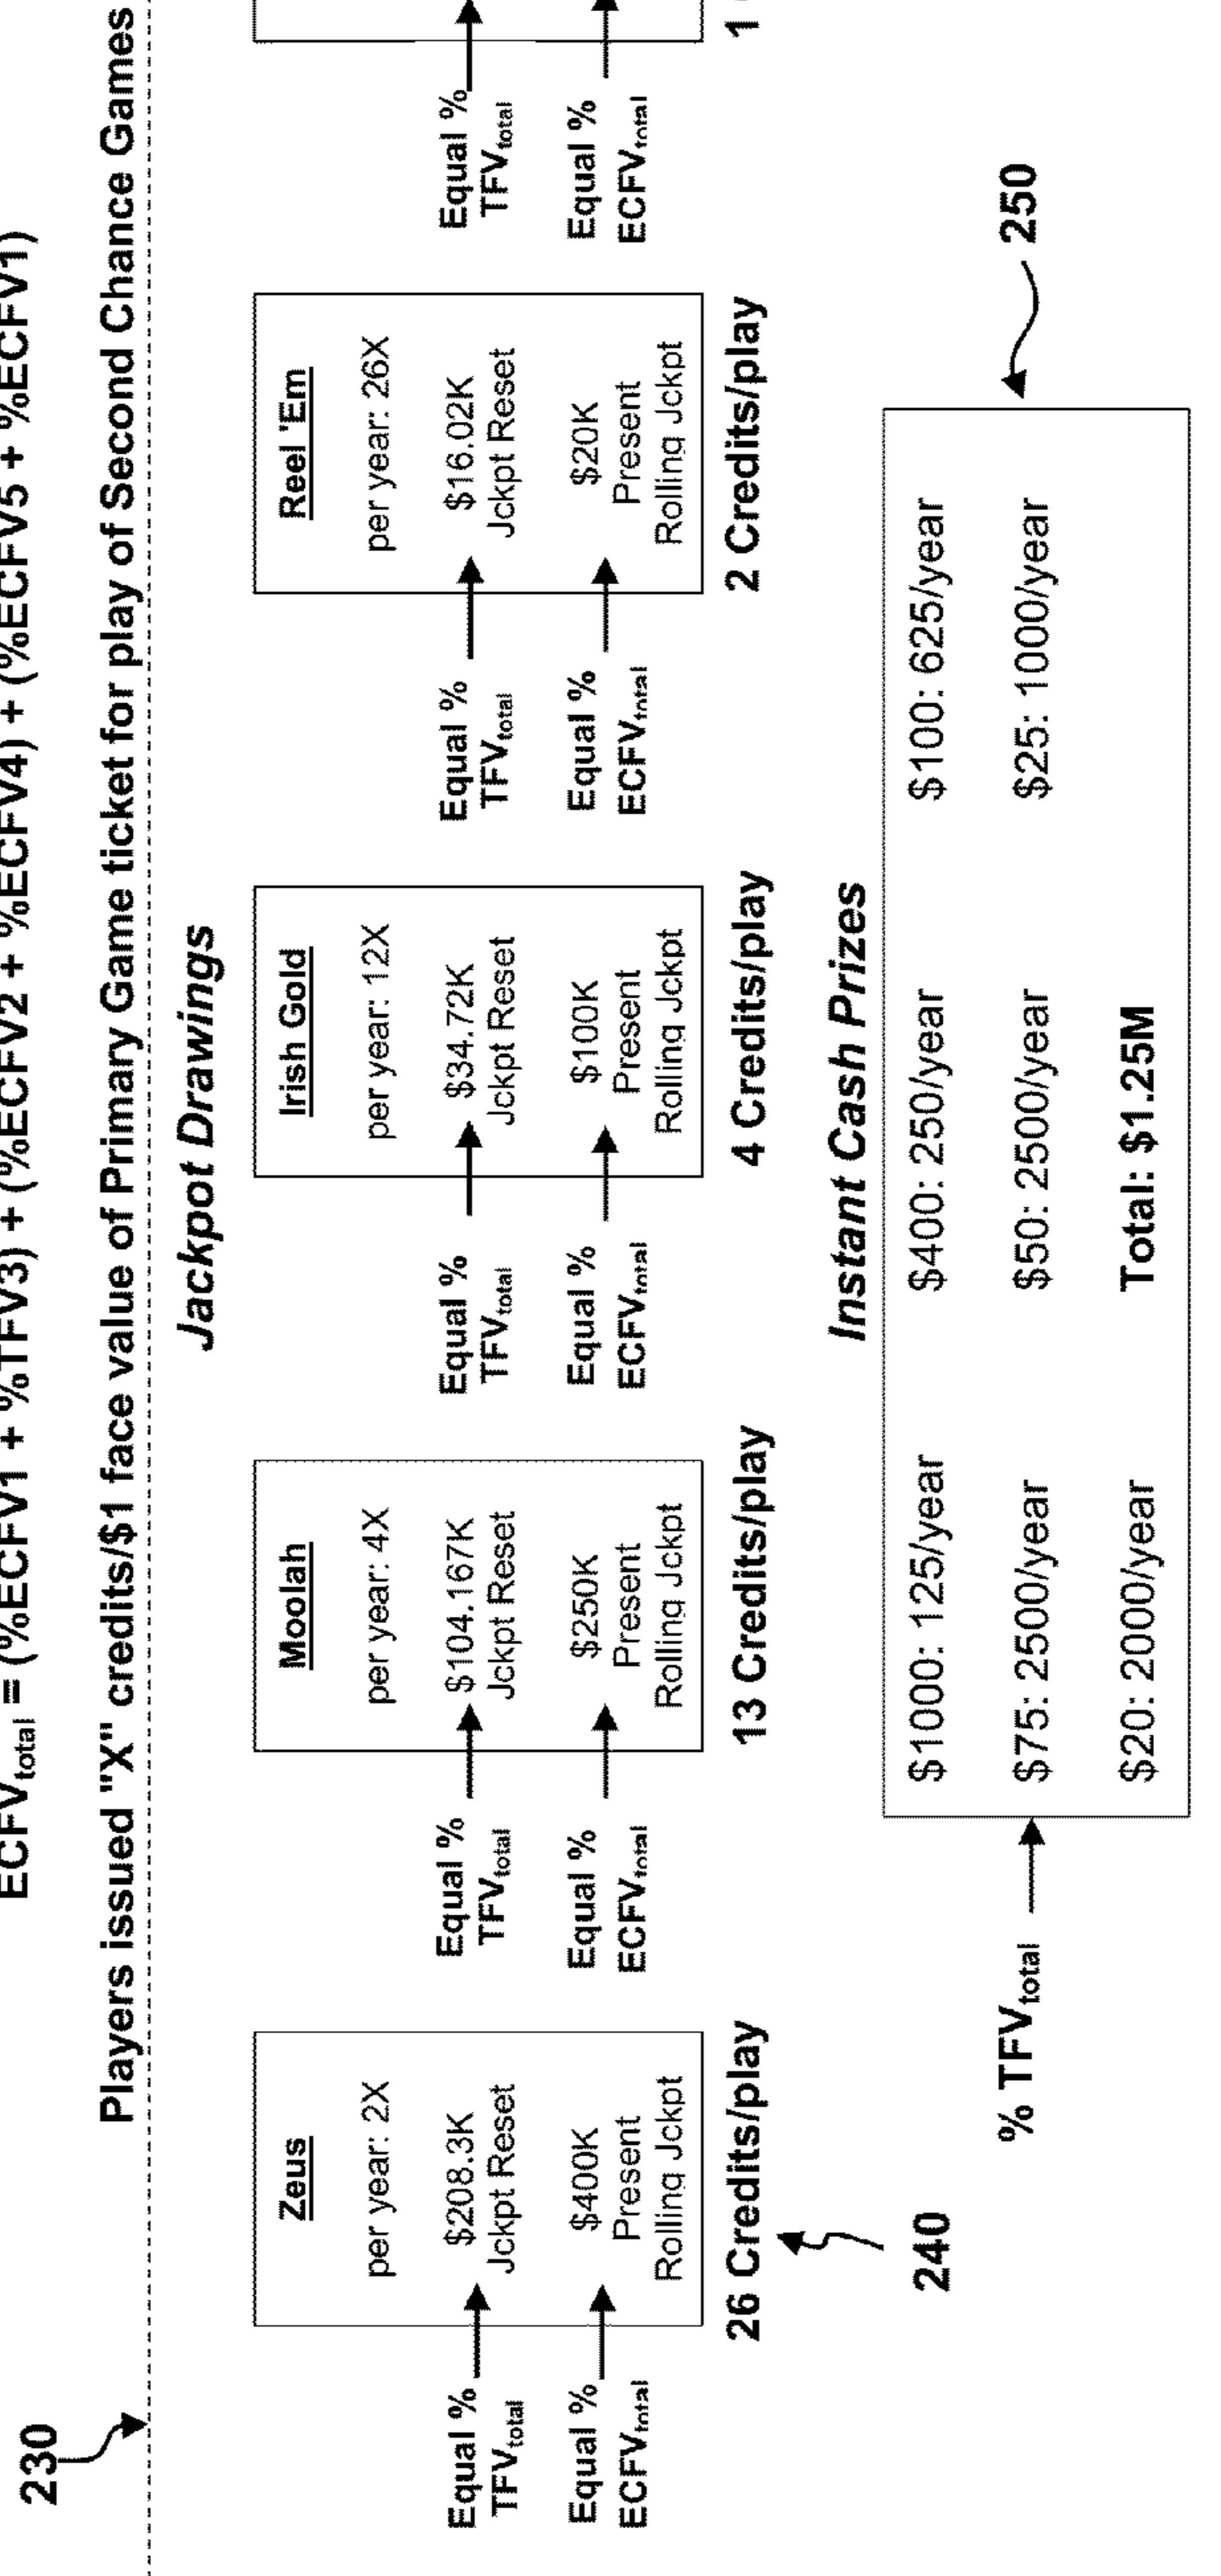 ECFVtotal = (%ECFV1 + %TFV3) + (%ECFV2 + %ECFV4) + (%ECFV5 + %ECFV1)
230
Players issued "X" credits/$1 face value of Primary Game ticket for play of Second Chance Games
Jackpot Drawings
Equal %
TFVtotal
Equal %
ECFVtotal
Zeus
per year: 2X
$208.3K
Jckpt Reset
$400K
Present
Rolling Jckpt
26 Credits/play
240
Equal %
TFVtotal
Equal %
ECFVtotal
Moolah
per year: 4X
$104.167K
Jckpt Reset
$250K
Present
Rolling Jckpt
13 Credits/play
Equal %
TFVtotal
Equal %
ECFVtotal
Irish Gold
per year: 12X
$34.72K
Jckpt Reset
$100K
Present
Rolling Jckpt
4 Credits/play
Equal %
TFVtotal
Equal %
ECFVtotal
Reel 'Em
per year: 26X
$16.02K
Jckpt Reset
$20K
Present
Rolling Jckpt
2 Credits/play
Equal %
TFVtotal
Equal %
ECFVtotal
1
Instant Cash Prizes
% TFVtotal
$1000: 125/year $400: 250/year $100: 625/year
$75: 2500/year $50: 2500/year $25: 1000/year
$20: 2000/year Total: $1.25M
250